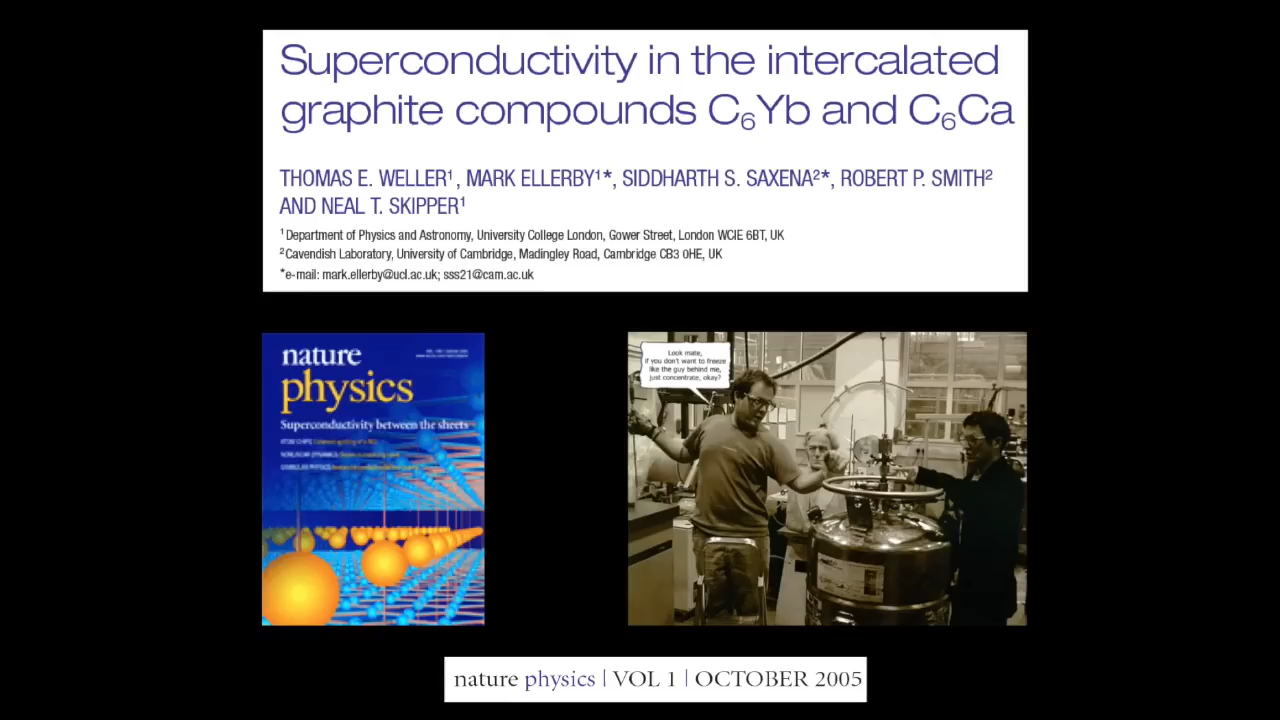 Superconductivity in the intercalated
graphite compounds C₆Yb and C₆Ca
THOMAS E. WELLER¹, MARK ELLERBY¹*, SIDDHARTH S. SAXENA²*, ROBERT P. SMITH²
AND NEAL T. SKIPPER¹
¹Department of Physics and Astronomy, University College London, Gower Street, London WCIE 6BT, UK
²Cavendish Laboratory, University of Cambridge, Madingley Road, Cambridge CB3 0HE, UK
*e-mail: mark.ellerby@ucl.ac.uk; sss21@cam.ac.uk
nature
physics
Superconductivity between the sheets
Look mate,
if you don't want to freeze
like the guy behind me,
just concentrate, okay?
nature physics | VOL 1 | OCTOBER 2005